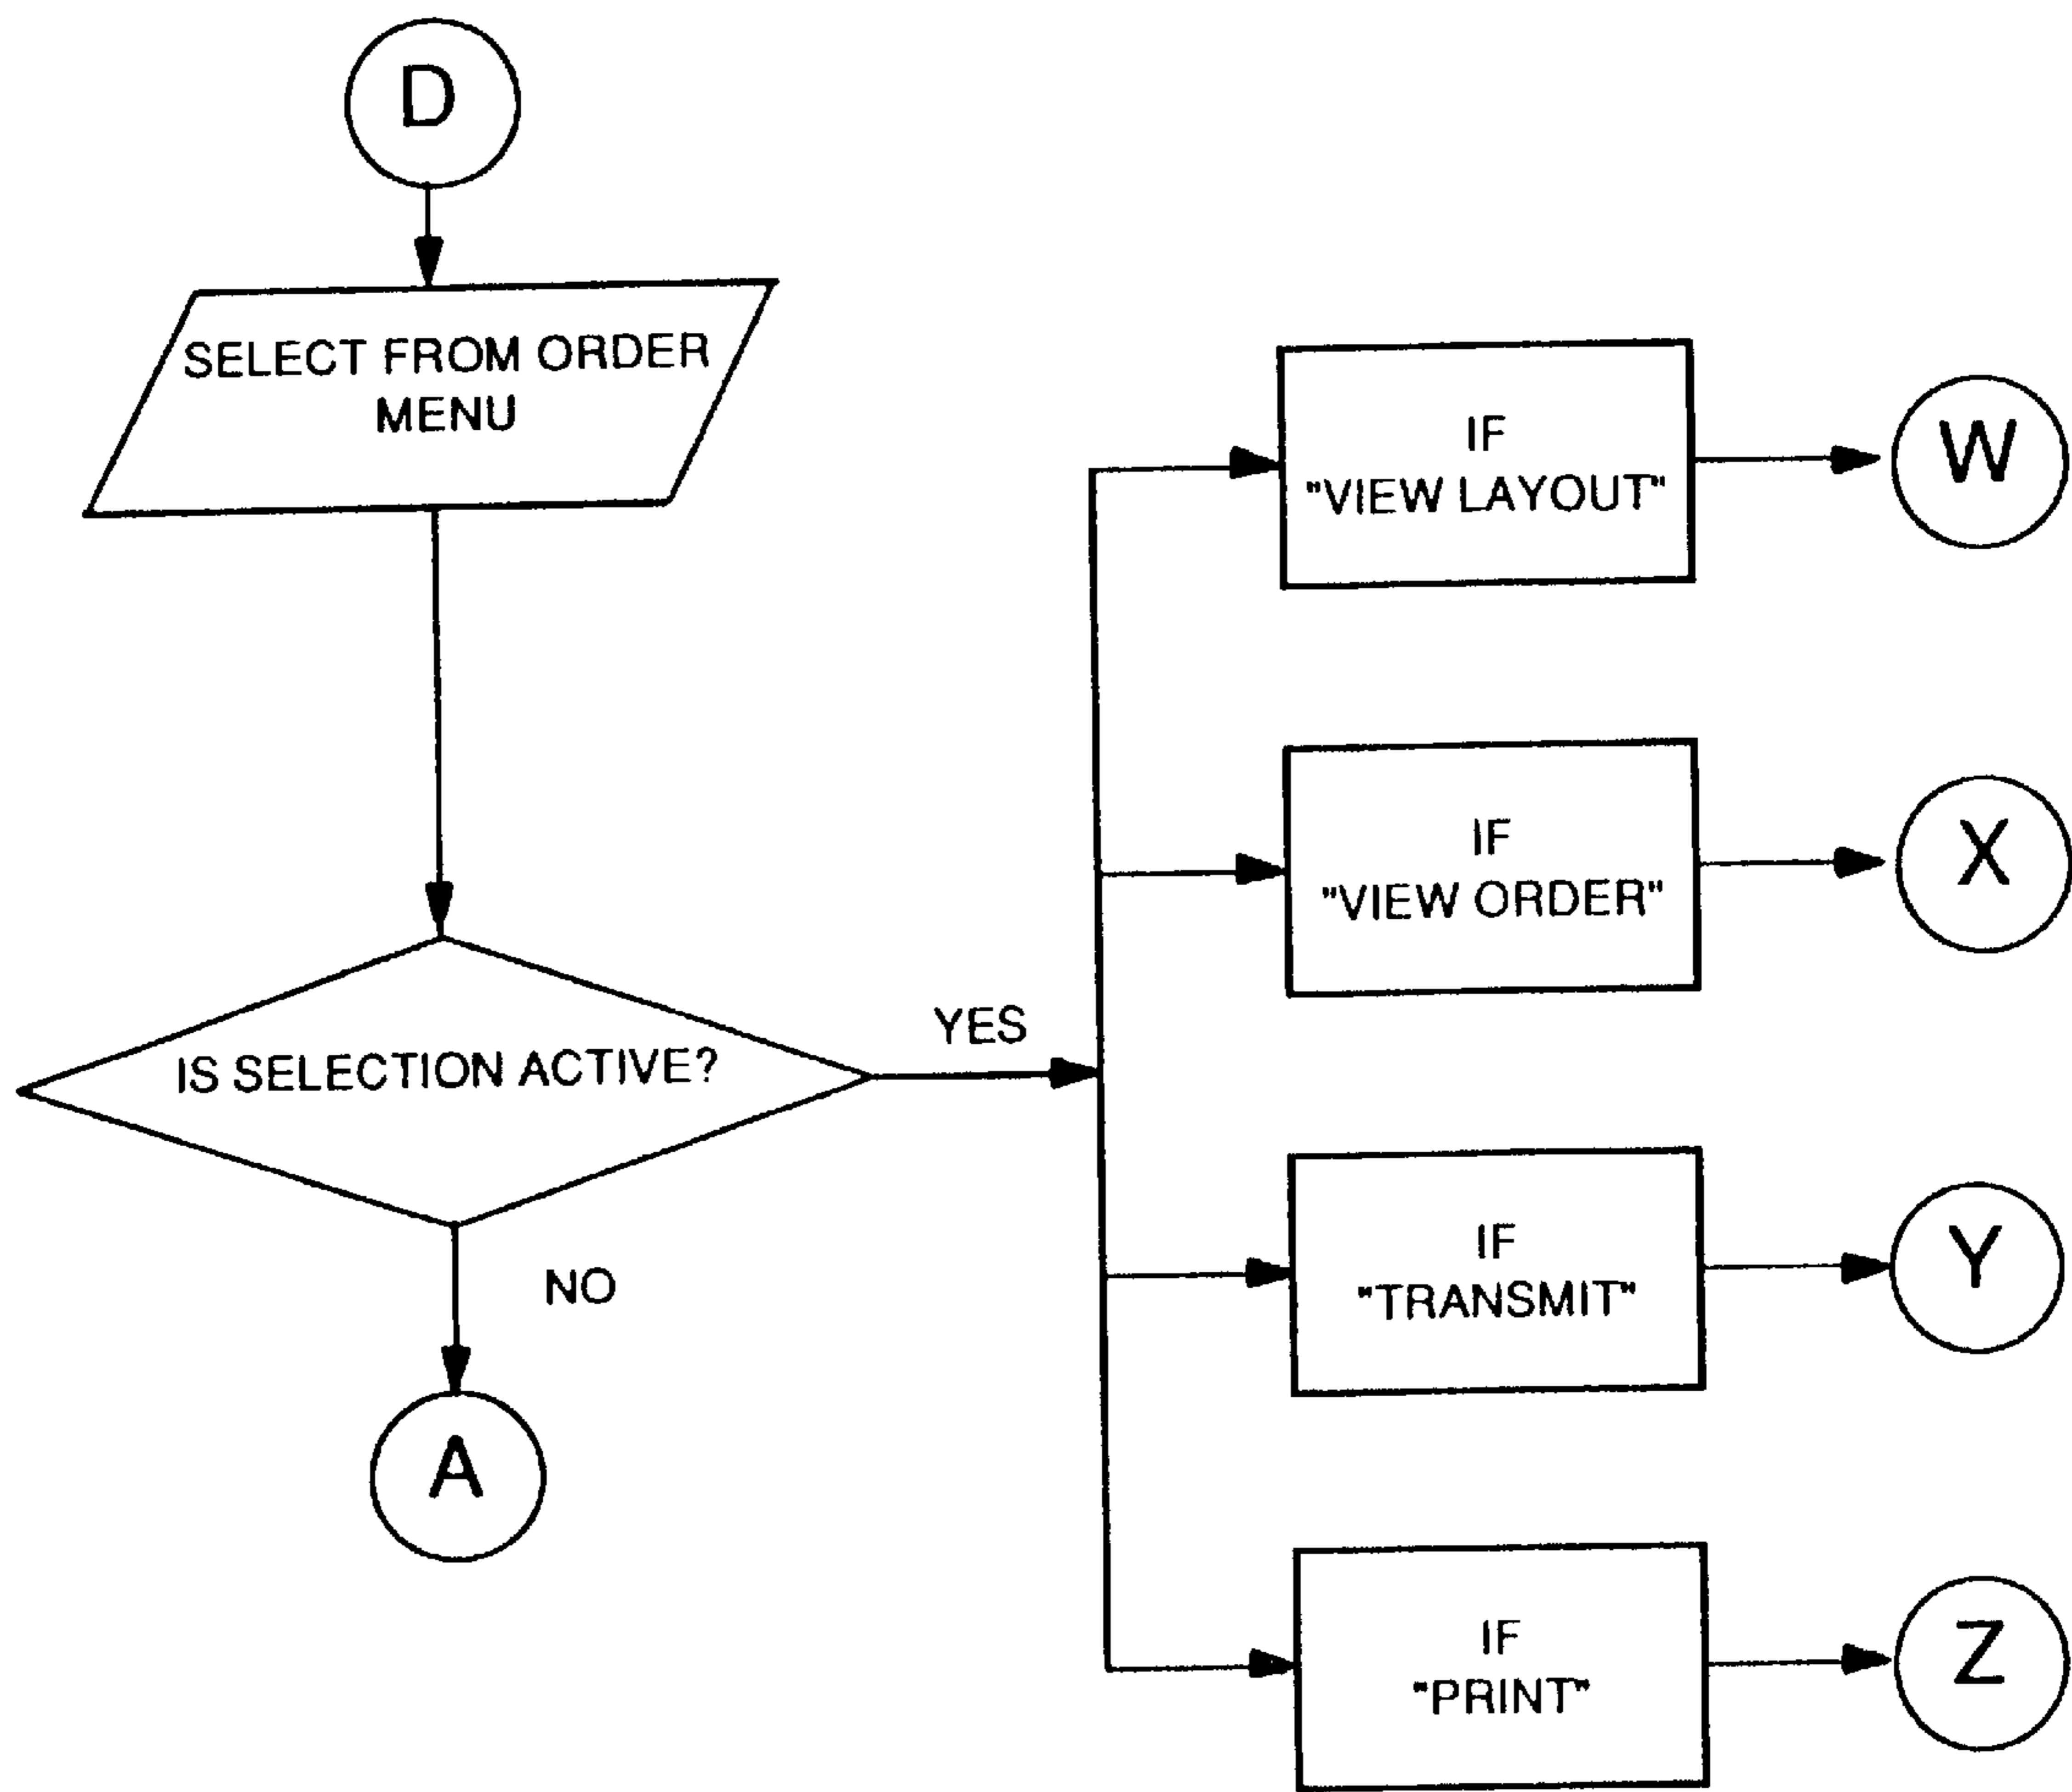 D
SELECT FROM ORDER
MENU
IS SELECTION ACTIVE?
YES
NO
A
IF
"VIEW LAYOUT"
W
IF
"VIEW ORDER"
X
IF
"TRANSMIT"
Y
IF
"PRINT"
Z